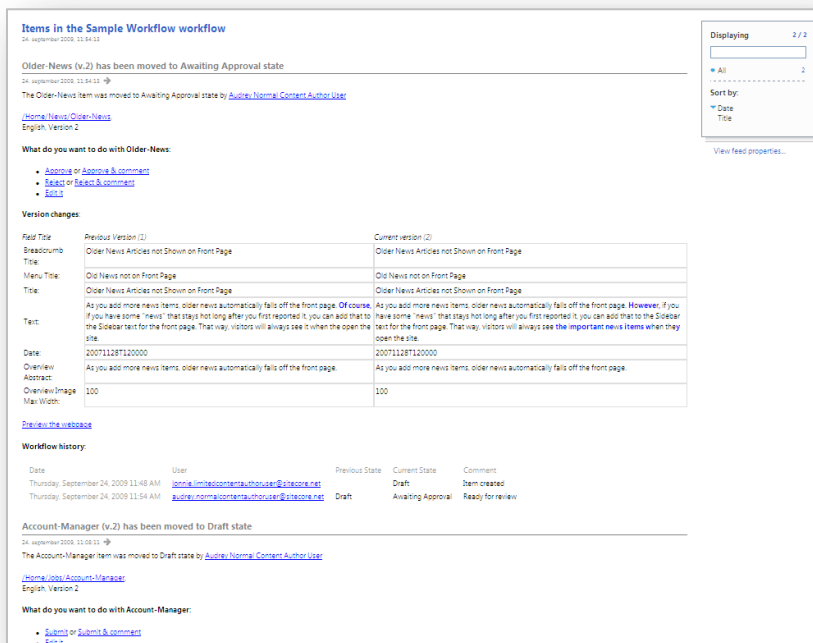 Items in the Sample Workflow workflow
24. september 2009, 11:54:13
Older-News (v.2) has been moved to Awaiting Approval state
24. september 2009, 11:54:13
The Older-News item was moved to Awaiting Approval state by Audrey Normal Content Author User
/Home/News/Older-News,
English, Version 2
What do you want to do with Older-News:
Approve or Approve & comment
Reject or Reject & comment
Edit it
Version changes:
Field Title Previous Version (1) Current version (2)
Breadcrumb Title: Older News Articles not Shown on Front Page Older News Articles not Shown on Front Page
Menu Title: Old News not on Front Page Old News not on Front Page
Title: Older News Articles not Shown on Front Page Older News Articles not Shown on Front Page
Text:
As you add more news items, older news automatically falls off the front page. Of course,
if you have some "news" that stays hot long after you first reported it, you can add that to
the Sidebar text for the front page. That way, visitors will always see it when the open the
site.
As you add more news items, older news automatically falls off the front page. However, if you
have some "news" that stays hot long after you first reported it, you can add that to the Sidebar
text for the front page. That way, visitors will always see the important news items when they
open the site.
Date: 20071128T120000 20071128T120000
Overview Abstract: As you add more news items, older news automatically falls off the front page. As you add more news items, older news automatically falls off the front page.
Overview Image Max Width: 100 100
Preview the webpage
Workflow history:
Date User Previous State Current State Comment
Thursday, September 24, 2009 11:48 AM lonnie.limitedcontentauthoruser@sitecore.net Draft Item created
Thursday, September 24, 2009 11:54 AM audrey.normalcontentauthoruser@sitecore.net Draft Awaiting Approval Ready for review
Account-Manager (v.2) has been moved to Draft state
24. september 2009, 11:08:11
The Account-Manager item was moved to Draft state by Audrey Normal Content Author User
/Home/Jobs/Account-Manager,
English, Version 2
What do you want to do with Account-Manager:
Submit or Submit & comment
Edit it
Displaying 2 / 2
All 2
Sort by:
Date
Title
View feed properties...